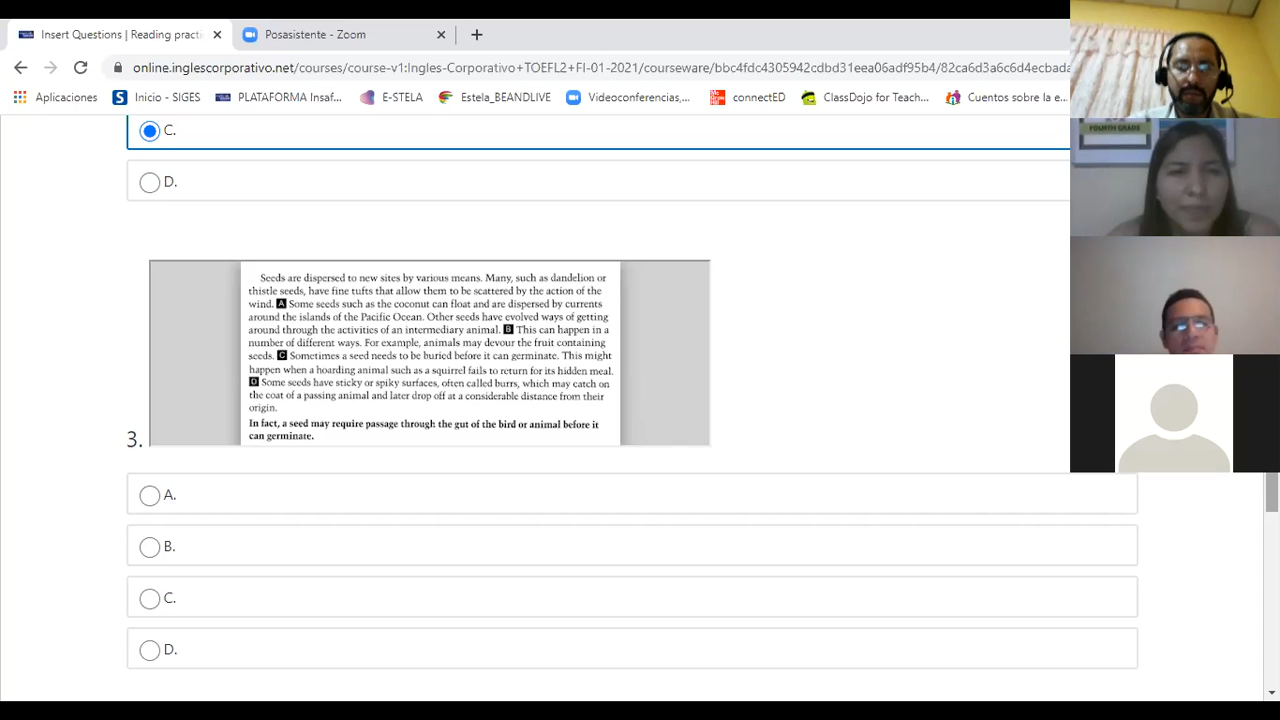 Insert Questions | Reading practi
Posasistente - Zoom
online.inglescorporativo.net/courses/course-v1:Ingles-Corporativo+TOEFL2+FI-01-2021/courseware/bbc4fdc4305942cdbd31eea06adf95b4/82ca6d3a6c6d4ecbada
Aplicaciones
Inicio - SIGES
PLATAFORMA Insaf...
E-STELA
Estela_BEANDLIVE
Videoconferencias,...
connectED
ClassDojo for Teach...
Cuentos sobre la e...
FOURTH GRADE
C.
D.
Seeds are dispersed to new sites by various means. Many, such as dandelion or
thistle seeds, have fine tufts that allow them to be scattered by the action of the
wind. A Some seeds such as the coconut can float and are dispersed by currents
around the islands of the Pacific Ocean. Other seeds have evolved ways of getting
around through the activities of an intermediary animal. B This can happen in a
number of different ways. For example, animals may devour the fruit containing
seeds. C Sometimes a seed needs to be buried before it can germinate. This might
happen when a hoarding animal such as a squirrel fails to return for its hidden meal.
D Some seeds have sticky or spiky surfaces, often called burrs, which may catch on
the coat of a passing animal and later drop off at a considerable distance from their
origin.
In fact, a seed may require passage through the gut of the bird or animal before it
can germinate.
3.
A.
B.
C.
D.